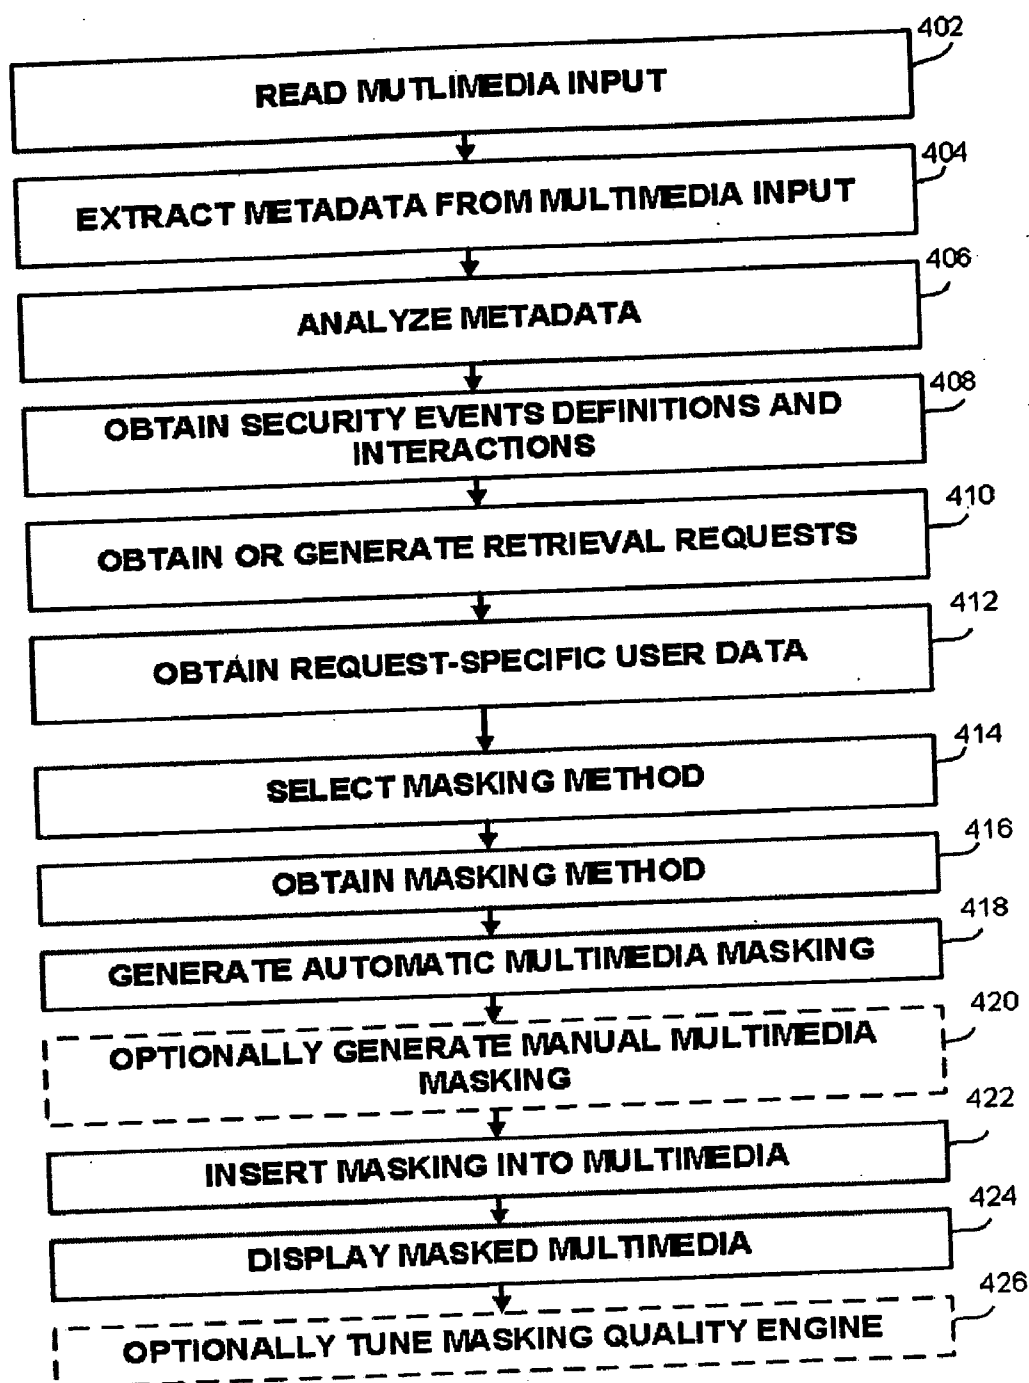 402
READ MUTLIMEDIA INPUT
404
EXTRACT METADATA FROM MULTIMEDIA INPUT
406
ANALYZE METADATA
408
OBTAIN SECURITY EVENTS DEFINITIONS AND
INTERACTIONS
410
OBTAIN OR GENERATE RETRIEVAL REQUESTS
412
OBTAIN REQUEST-SPECIFIC USER DATA
414
SELECT MASKING METHOD
416
OBTAIN MASKING METHOD
418
GENERATE AUTOMATIC MULTIMEDIA MASKING
420
OPTIONALLY GENERATE MANUAL MULTIMEDIA
MASKING
422
INSERT MASKING INTO MULTIMEDIA
424
DISPLAY MASKED MULTIMEDIA
426
OPTIONALLY TUNE MASKING QUALITY ENGINE